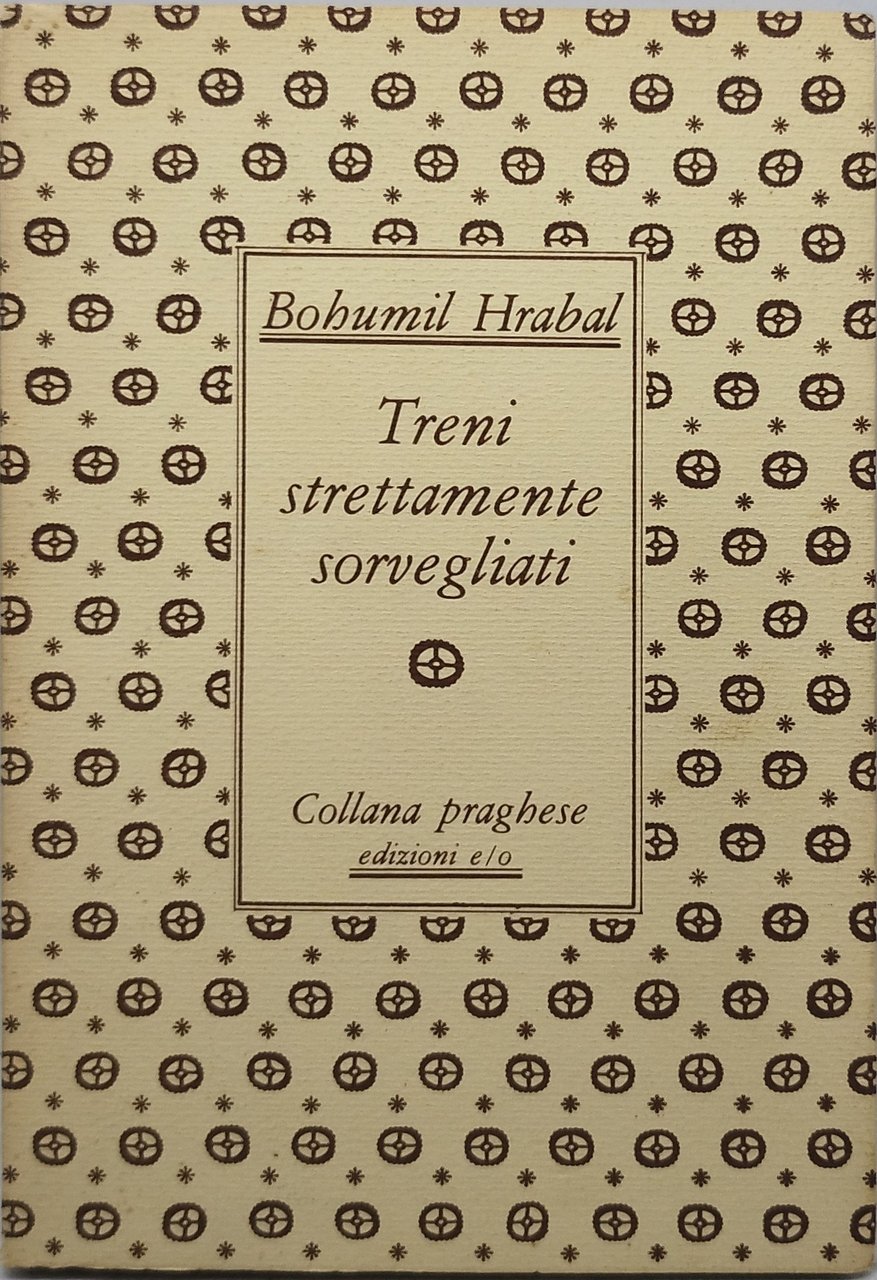 Bohumil Hrabal
Treni
strettamente
sorvegliati
Collana praghese
edizioni e/o